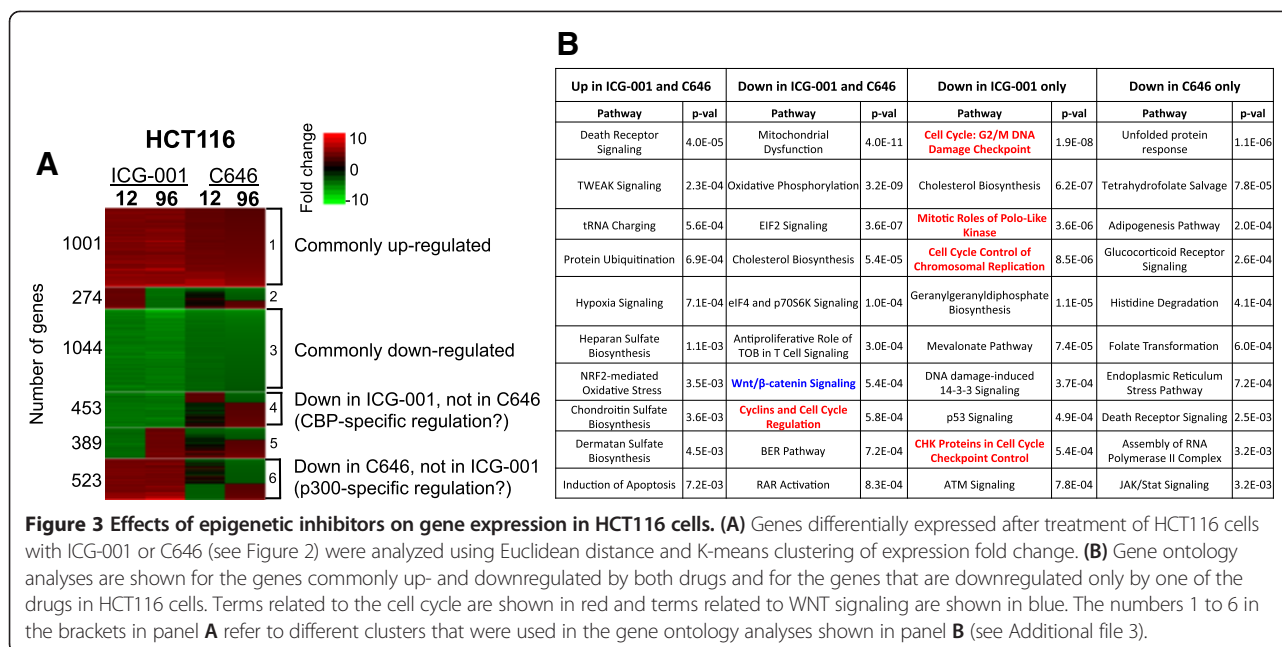 A
HCT116
ICG-001 C646
12 96 12 96
Fold change
10
0
-10
Number of genes
1001
1
Commonly up-regulated
274
2
1044
3
Commonly down-regulated
453
4
Down in ICG-001, not in C646
(CBP-specific regulation?)
389
5
523
6
Down in C646, not in ICG-001
(p300-specific regulation?)
B
Up in ICG-001 and C646 Down in ICG-001 and C646 Down in ICG-001 only Down in C646 only
Pathway p-val Pathway p-val Pathway p-val Pathway p-val
Death Receptor Signaling 4.0E-05 Mitochondrial Dysfunction 4.0E-11 Cell Cycle: G2/M DNA Damage Checkpoint 1.9E-08 Unfolded protein response 1.1E-06
TWEAK Signaling 2.3E-04 Oxidative Phosphorylation 3.2E-09 Cholesterol Biosynthesis 6.2E-07 Tetrahydrofolate Salvage 7.8E-05
tRNA Charging 5.6E-04 EIF2 Signaling 3.6E-07 Mitotic Roles of Polo-Like Kinase 3.6E-06 Adipogenesis Pathway 2.0E-04
Protein Ubiquitination 6.9E-04 Cholesterol Biosynthesis 5.4E-05 Cell Cycle Control of Chromosomal Replication 8.5E-06 Glucocorticoid Receptor Signaling 2.6E-04
Hypoxia Signaling 7.1E-04 eIF4 and p70S6K Signaling 1.0E-04 Geranylgeranyldiphosphate Biosynthesis 1.1E-05 Histidine Degradation 4.1E-04
Heparan Sulfate Biosynthesis 1.1E-03 Antiproliferative Role of TOB in T Cell Signaling 3.0E-04 Mevalonate Pathway 7.4E-05 Folate Transformation 6.0E-04
NRF2-mediated Oxidative Stress 3.5E-03 Wnt/β-catenin Signaling 5.4E-04 DNA damage-induced 14-3-3 Signaling 3.7E-04 Endoplasmic Reticulum Stress Pathway 7.2E-04
Chondroitin Sulfate Biosynthesis 3.6E-03 Cyclins and Cell Cycle Regulation 5.8E-04 p53 Signaling 4.9E-04 Death Receptor Signaling 2.5E-03
Dermatan Sulfate Biosynthesis 4.5E-03 BER Pathway 7.2E-04 CHK Proteins in Cell Cycle Checkpoint Control 5.4E-04 Assembly of RNA Polymerase II Complex 3.2E-03
Induction of Apoptosis 7.2E-03 RAR Activation 8.3E-04 ATM Signaling 7.8E-04 JAK/Stat Signaling 3.2E-03
Figure 3 Effects of epigenetic inhibitors on gene expression in HCT116 cells. (A) Genes differentially expressed after treatment of HCT116 cells
with ICG-001 or C646 (see Figure 2) were analyzed using Euclidean distance and K-means clustering of expression fold change. (B) Gene ontology
analyses are shown for the genes commonly up- and downregulated by both drugs and for the genes that are downregulated only by one of the
drugs in HCT116 cells. Terms related to the cell cycle are shown in red and terms related to WNT signaling are shown in blue. The numbers 1 to 6 in
the brackets in panel A refer to different clusters that were used in the gene ontology analyses shown in panel B (see Additional file 3).